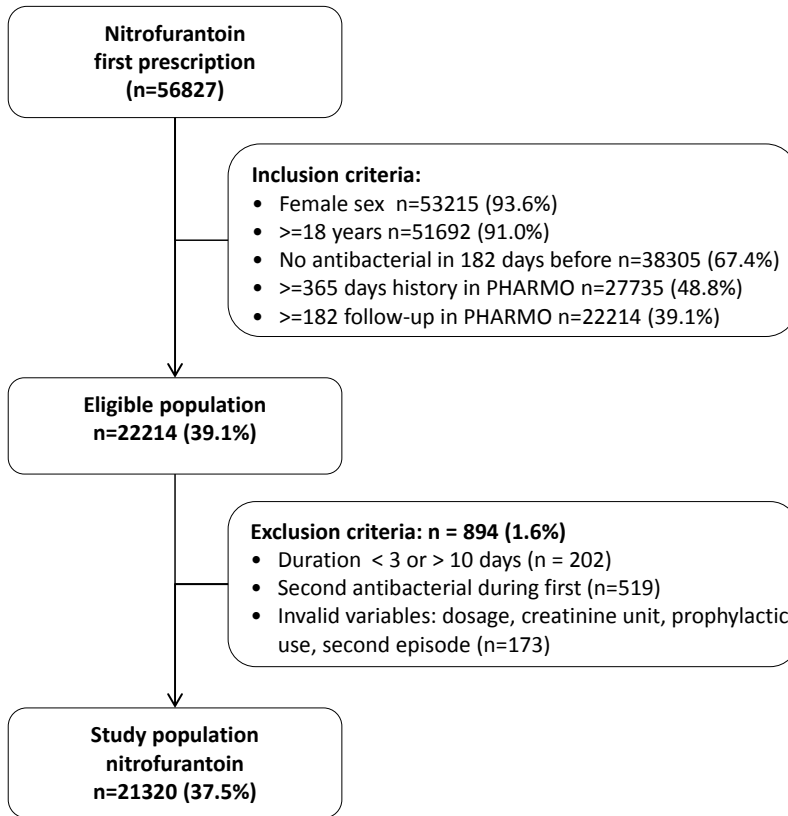 Nitrofurantoin
first prescription
(n=56827)
Inclusion criteria:
• Female sex n=53215 (93.6%)
• >=18 years n=51692 (91.0%)
• No antibacterial in 182 days before n=38305 (67.4%)
• >=365 days history in PHARMO n=27735 (48.8%)
• >=182 follow-up in PHARMO n=22214 (39.1%)
Eligible population
n=22214 (39.1%)
Exclusion criteria: n = 894 (1.6%)
• Duration < 3 or > 10 days (n = 202)
• Second antibacterial during first (n=519)
• Invalid variables: dosage, creatinine unit, prophylactic
use, second episode (n=173)
Study population
nitrofurantoin
n=21320 (37.5%)